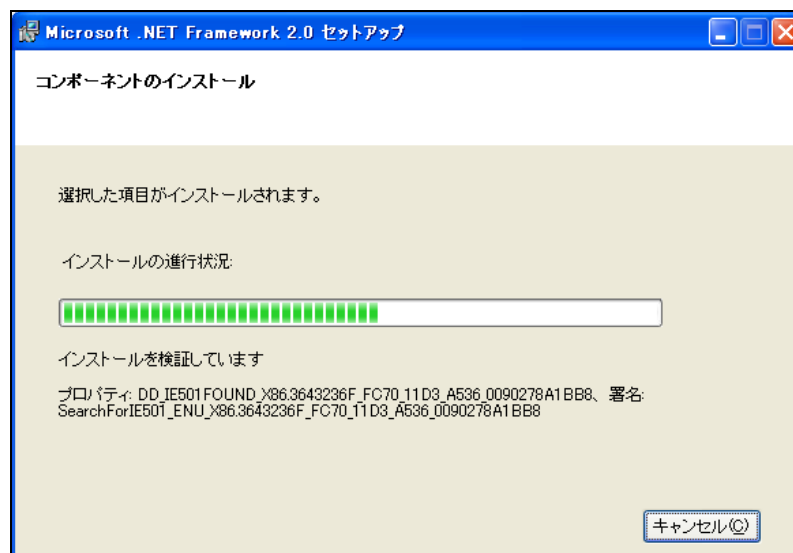 Microsoft .NET Framework 2.0 セットアップ
コンポーネントのインストール
選択した項目がインストールされます。
インストールの進行状況:
インストールを検証しています
プロパティ: DD_IE501FOUND_X86.3643236F_FC70_11D3_A536_0090278A1BB8、署名:
SearchForIE501_ENU_X86.3643236F_FC70_11D3_A536_0090278A1BB8
キャンセル(C)